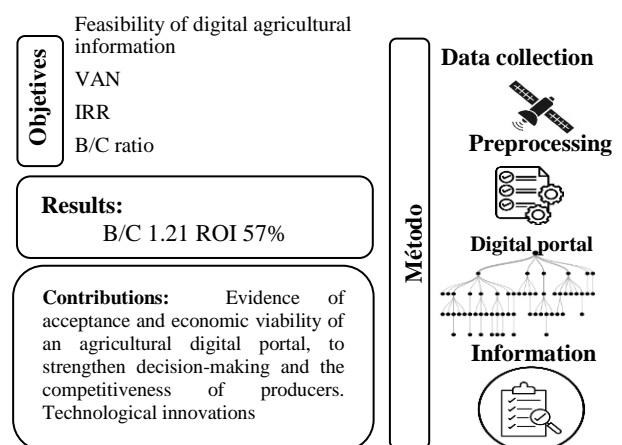 Objetives
Feasibility of digital agricultural
information
VAN
IRR
B/C ratio
Results:
B/C 1.21 ROI 57%
Contributions: Evidence of
acceptance and economic viability of
an agricultural digital portal, to
strengthen decision-making and the
competitiveness of producers.
Technological innovations
Método
Data collection
Preprocessing
Digital portal
Information